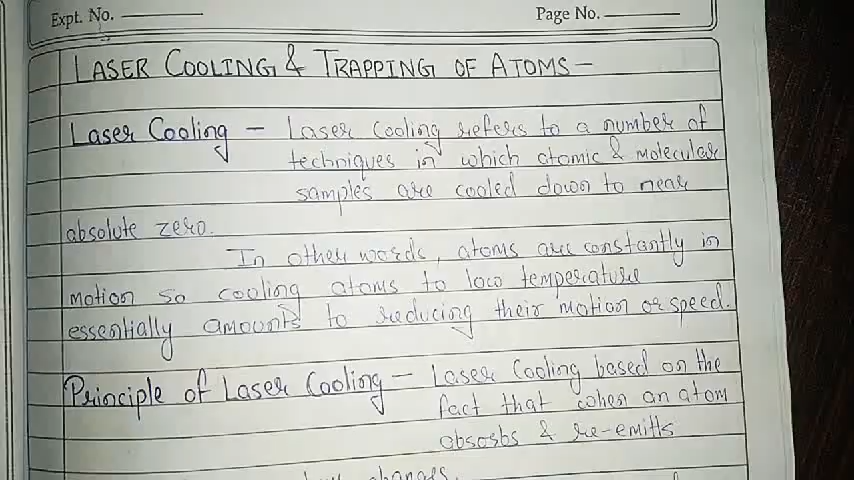 Expt. No.
Page No.
LASER COOLING & TRAPPING OF ATOMS-
Laser Cooling - Laser Cooling refers to a number of
techniques in which atomic & molecular
samples are cooled down to near
absolute zero.
In other words, atoms are constantly in
motion so cooling atoms to low temperature
essentially amounts to reducing their motion or speed.
Principle of Laser Cooling - Laser Cooling based on the
fact that when an atom
absosbs & re-emitts
changes.